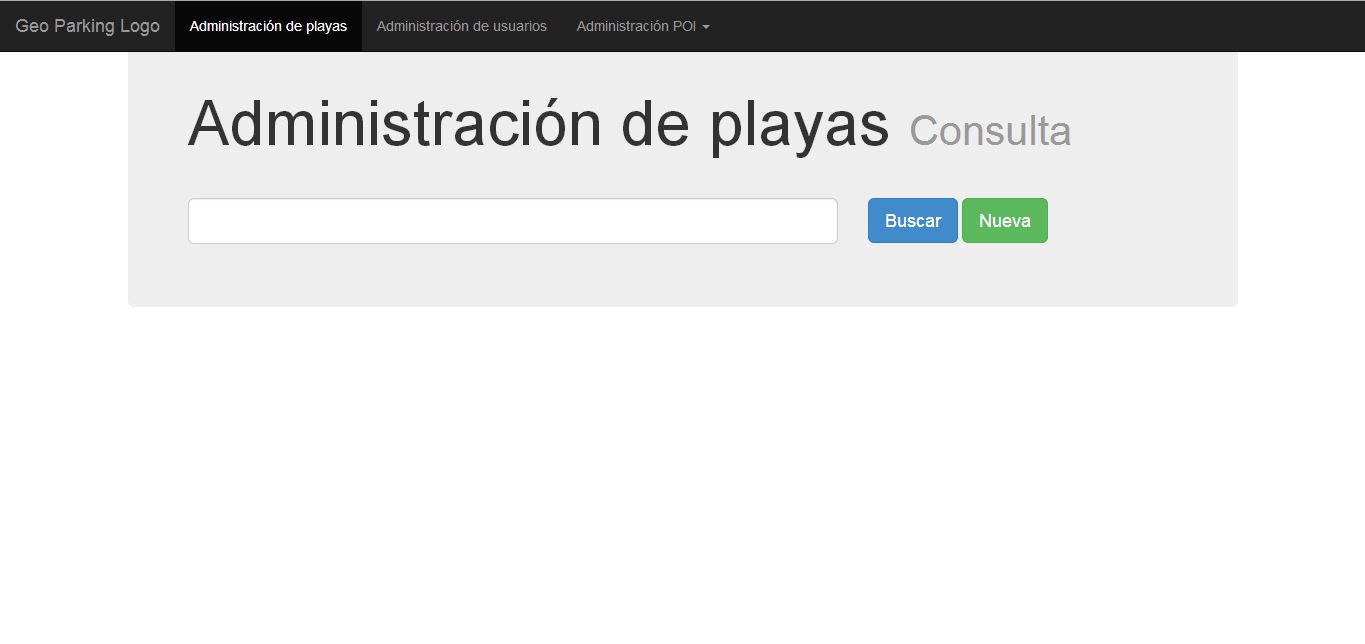 Geo Parking Logo Administración de playas Administración de usuarios Administración POI
Administración de playas Consulta
Buscar Nueva